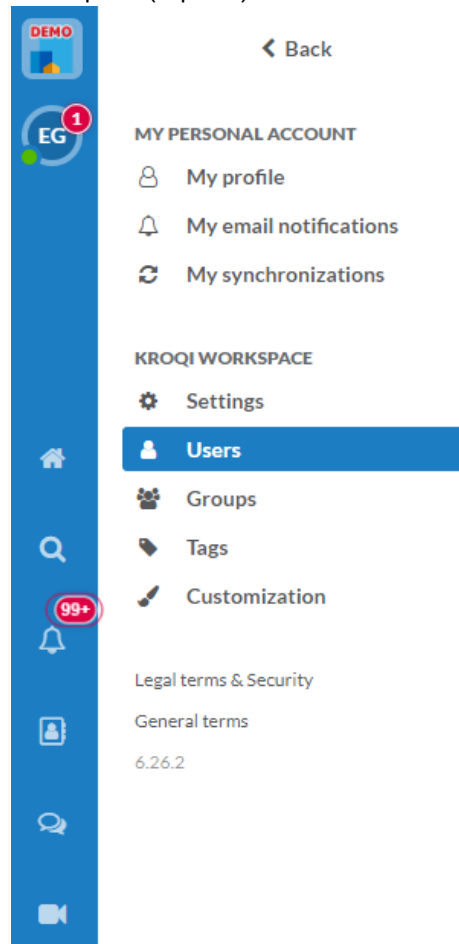 DEMO
Back
EG
1
MY PERSONAL ACCOUNT
My profile
My email notifications
My synchronizations
KROQI WORKSPACE
Settings
Users
Groups
Tags
Customization
99+
Legal terms & Security
General terms
6.26.2